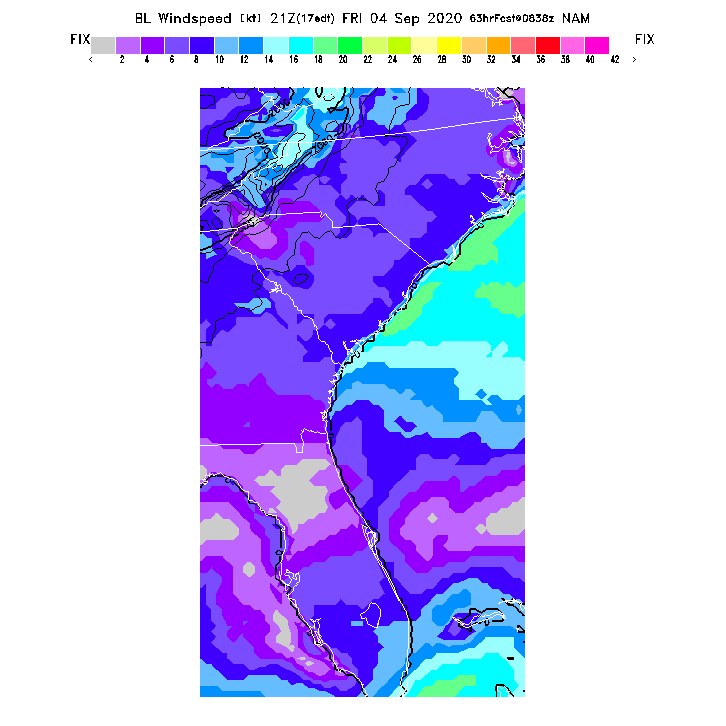 BL Windspeed [kt] 21Z(17edt) FRI 04 Sep 2020 63hrFcst@0838z NAM
FIX FIX
< 2 4 6 8 10 12 14 16 18 20 22 24 26 28 30 32 34 36 38 40 42 >